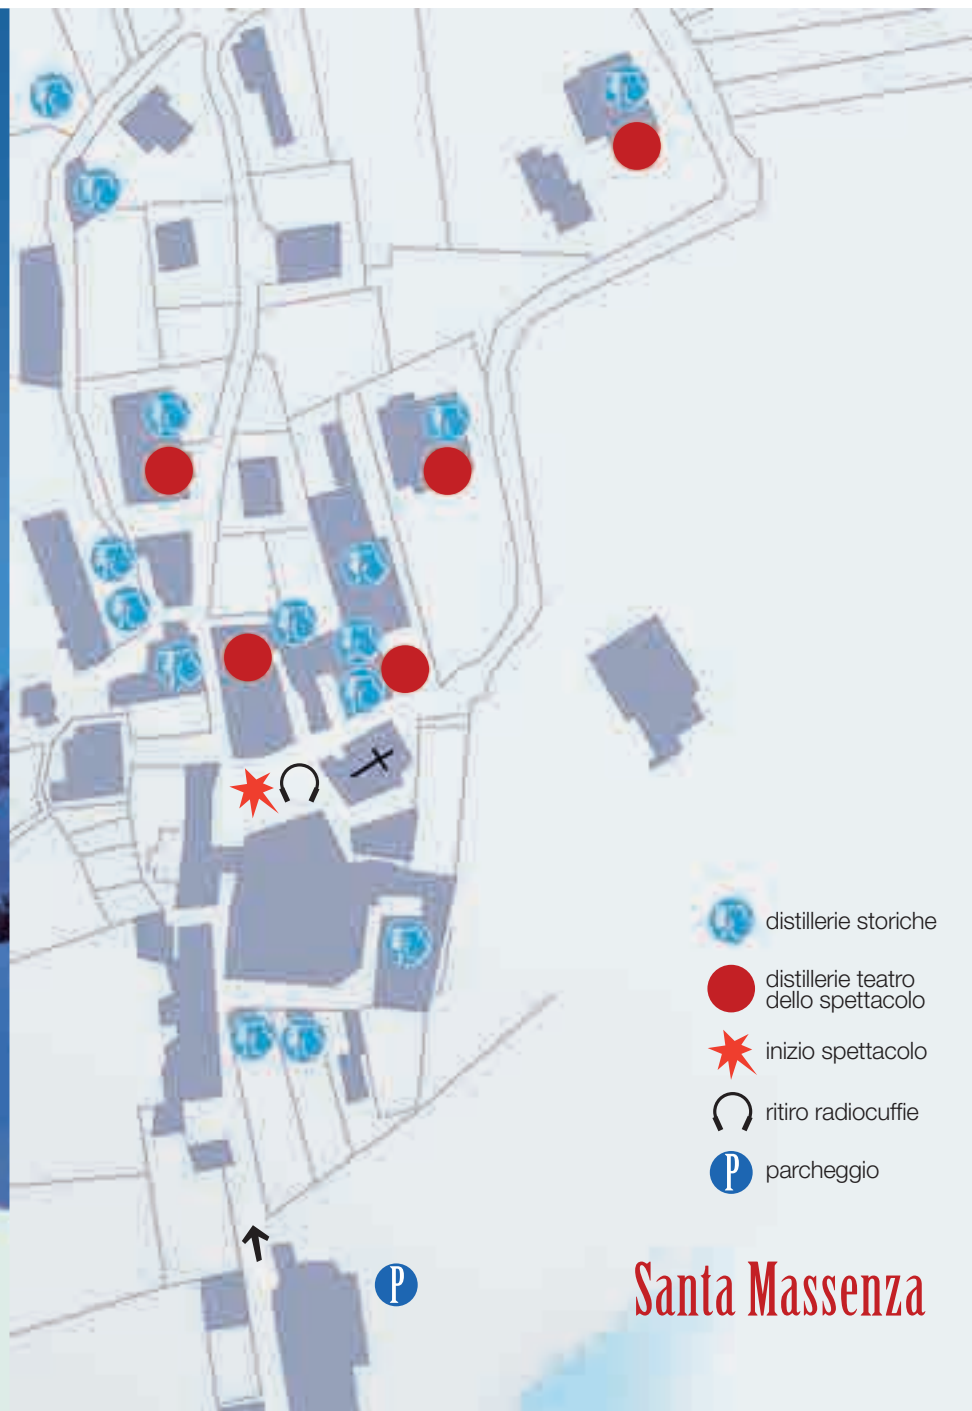 distillerie storiche
distillerie teatro
dello spettacolo
inizio spettacolo
ritiro radiocuffie
P parcheggio
P
Santa Massenza